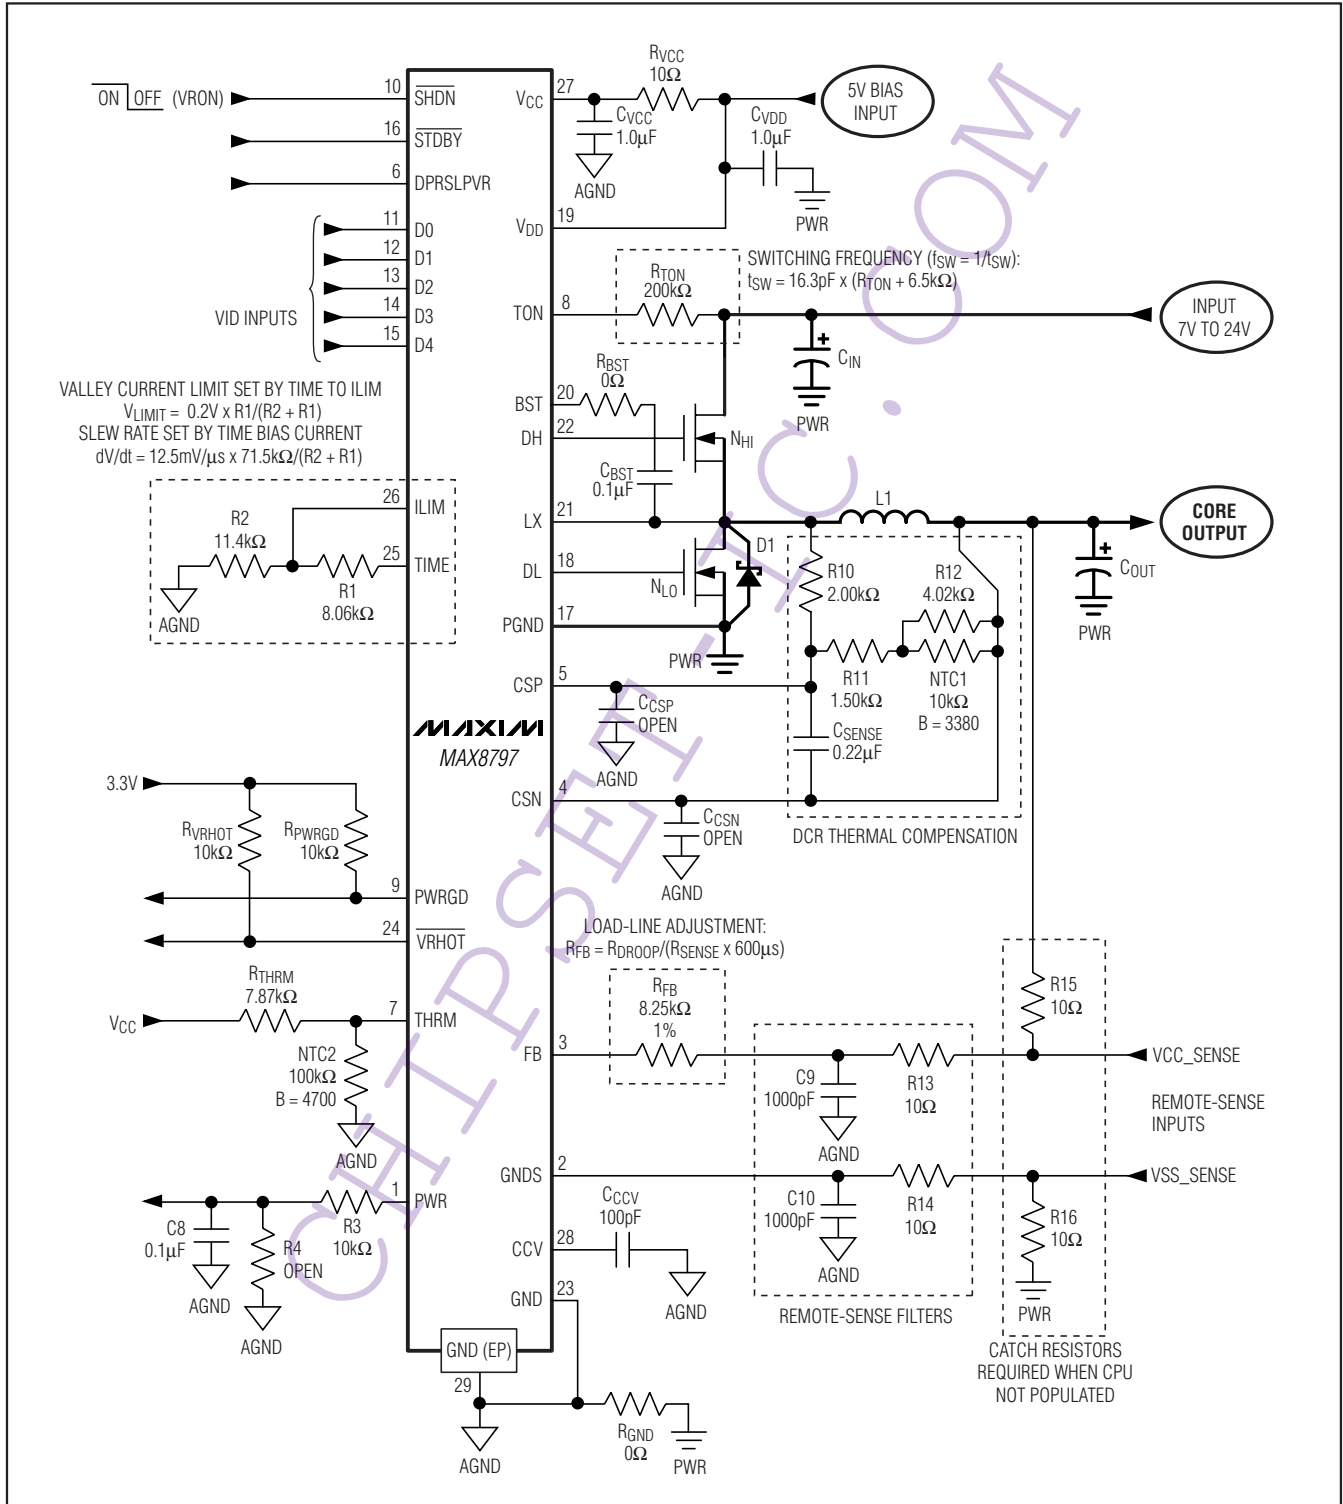 ON OFF (VRON)
10 SHDN
16 STDBY
6 DPRSLPVR
11 D0
12 D1
13 D2
14 D3
15 D4
VID INPUTS
VALLEY CURRENT LIMIT SET BY TIME TO ILIM
VLIMIT = 0.2V x R1/(R2 + R1)
SLEW RATE SET BY TIME BIAS CURRENT
dV/dt = 12.5mV/μs x 71.5kΩ/(R2 + R1)
26 ILIM
R2
11.4kΩ
25 TIME
R1
8.06kΩ
AGND
MAXIM
MAX8797
3.3V
RVRHOT
10kΩ
RPWRGD
10kΩ
9 PWRGD
24 VRHOT
RTHRM
7.87kΩ
VCC
7 THRM
NTC2
100kΩ
B = 4700
AGND
1 PWR
C8
0.1μF
R3
10kΩ
R4
OPEN
AGND
AGND
GND (EP)
29
AGND
RGND
0Ω
PWR
VCC 27
RVCC
10Ω
CVCC
1.0μF
AGND
CVDD
1.0μF
PWR
5V BIAS
INPUT
VDD 19
SWITCHING FREQUENCY (fSW = 1/tSW):
tSW = 16.3pF x (RTON + 6.5kΩ)
RTON
200kΩ
TON 8
INPUT
7V TO 24V
CIN
PWR
RBST
0Ω
BST 20
DH 22
NHI
CBST
0.1μF
LX 21
L1
CORE
OUTPUT
COUT
PWR
DL 18
NLO
D1
PGND 17
PWR
R10
2.00kΩ
R12
4.02kΩ
R11
1.50kΩ
NTC1
10kΩ
B = 3380
CSP 5
CCSP
OPEN
AGND
CSENSE
0.22μF
CSN 4
CCSN
OPEN
AGND
DCR THERMAL COMPENSATION
LOAD-LINE ADJUSTMENT:
RFB = RDROOP/(RSENSE x 600μs)
RFB
8.25kΩ
1%
FB 3
C9
1000pF
AGND
R13
10Ω
R15
10Ω
VCC_SENSE
REMOTE-SENSE
INPUTS
GNDS 2
C10
1000pF
AGND
R14
10Ω
VSS_SENSE
R16
10Ω
PWR
CCCV
100pF
CCV 28
AGND
GND 23
REMOTE-SENSE FILTERS
CATCH RESISTORS
REQUIRED WHEN CPU
NOT POPULATED
CHIPSET-IC.COM